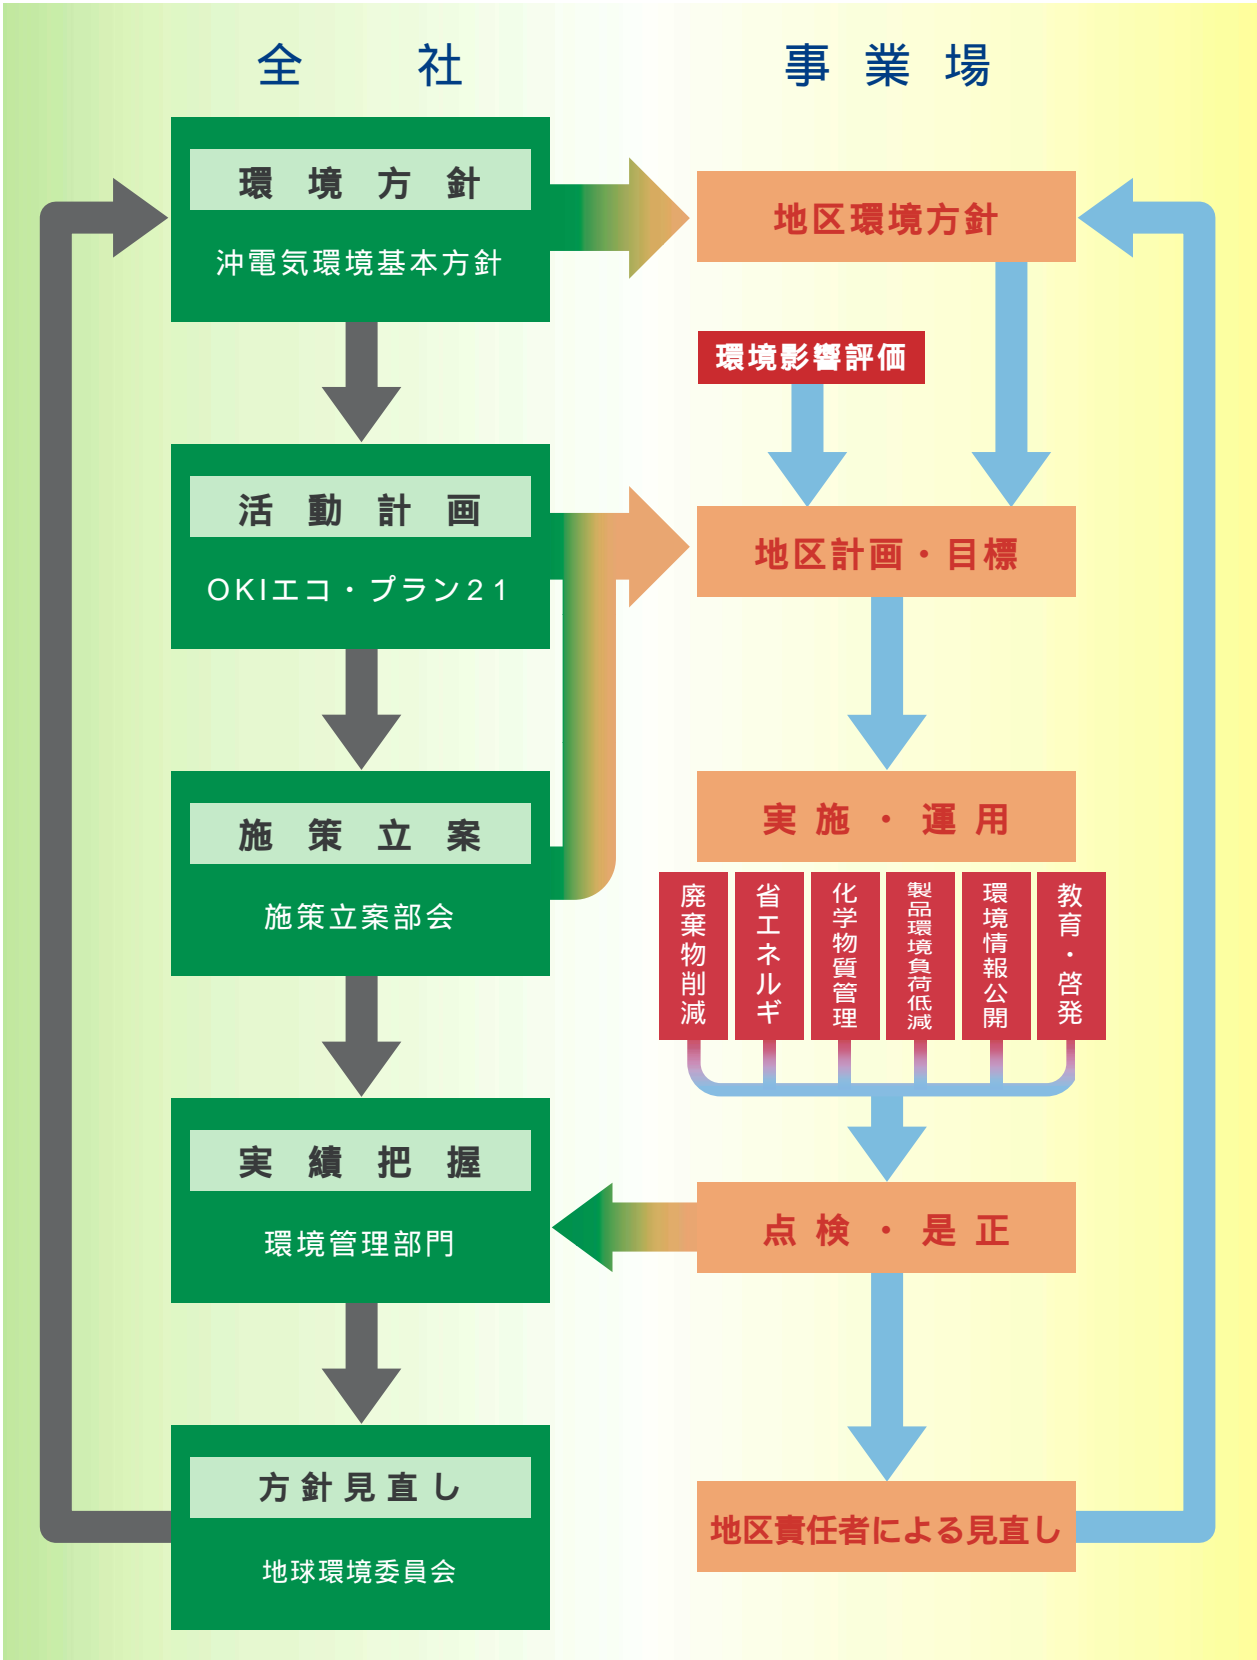 全社
事業場
環境方針
沖電気環境基本方針
活動計画
OKIエコ・プラン21
施策立案
施策立案部会
実績把握
環境管理部門
方針見直し
地球環境委員会
地区環境方針
環境影響評価
地区計画・目標
実施・運用
廃棄物削減
省エネルギ
化学物質管理
製品環境負荷低減
環境情報公開
教育・啓発
点検・是正
地区責任者による見直し